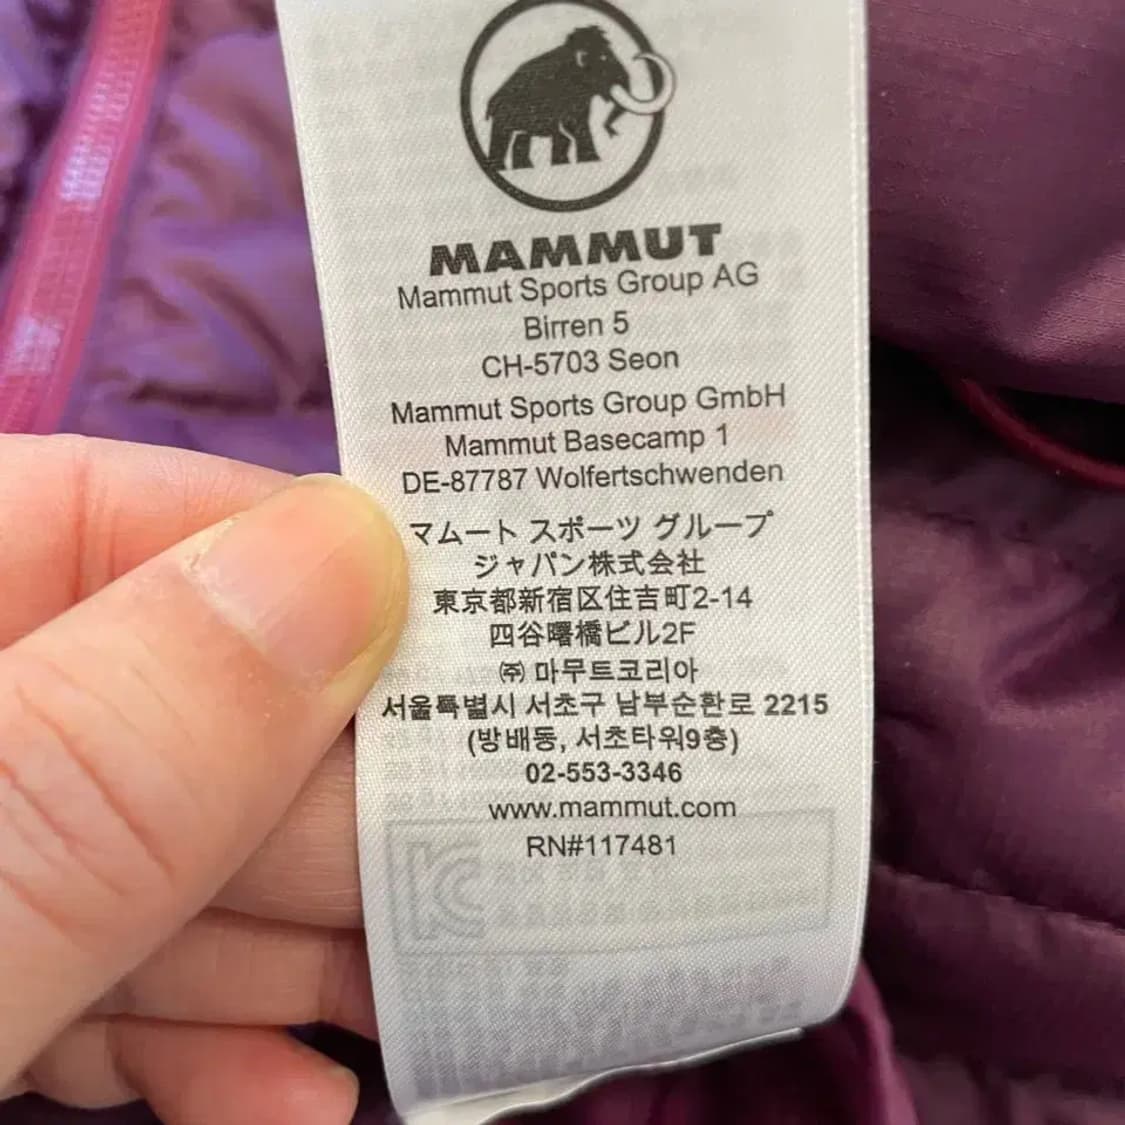 MAMMUT
Mammut Sports Group AG
Birren 5
CH-5703 Seon
Mammut Sports Group GmbH
Mammut Basecamp 1
DE-87787 Wolfertschwenden
マムート スポーツ グループ
ジャパン株式会社
東京都新宿区住吉町2-14
四谷曙橋ビル2F
㈜ 마무트코리아
서울특별시 서초구 남부순환로 2215
(방배동, 서초타워9층)
02-553-3346
www.mammut.com
RN#117481